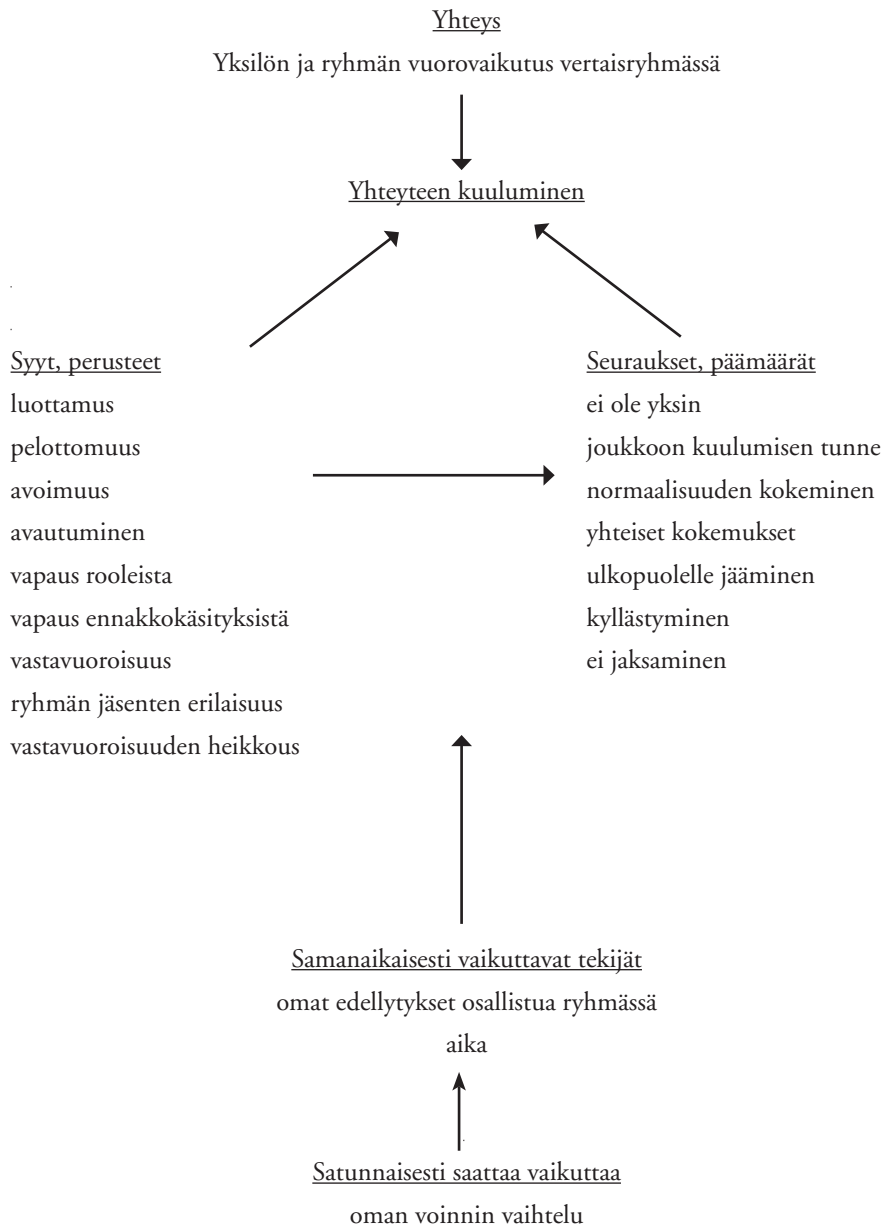 Yhteys
Yksilön ja ryhmän vuorovaikutus vertaisryhmässä
Yhteyteen kuuluminen
Syyt, perusteet
luottamus
pelottomuus
avoimuus
avautuminen
vapaus rooleista
vapaus ennakkokäsityksistä
vastavuoroisuus
ryhmän jäsenten erilaisuus
vastavuoroisuuden heikkous
Seuraukset, päämäärät
ei ole yksin
joukkoon kuulumisen tunne
normaalisuuden kokeminen
yhteiset kokemukset
ulkopuolelle jääminen
kyllästyminen
ei jaksaminen
Samanaikaisesti vaikuttavat tekijät
omat edellytykset osallistua ryhmässä
aika
Satunnaisesti saattaa vaikuttaa
oman voinnin vaihtelu